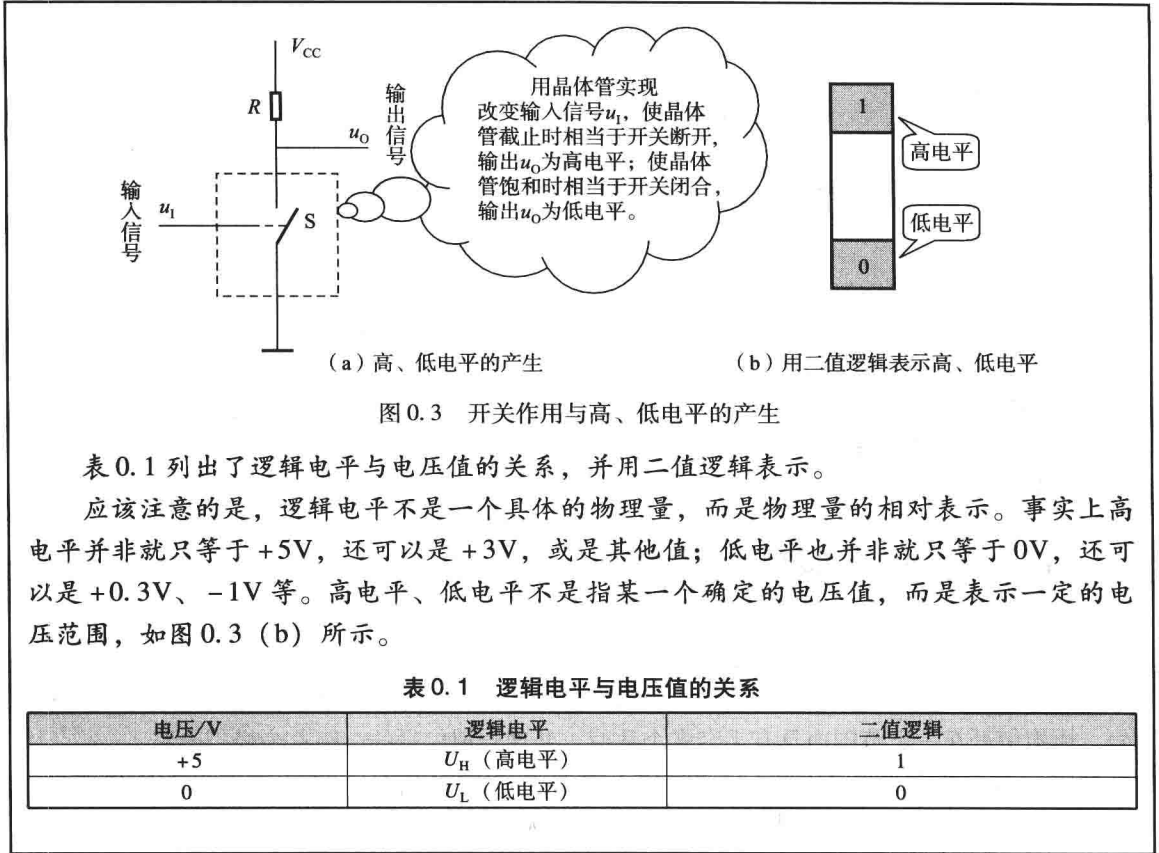 V_CC
R
输出信号
u_O
输入信号
u_I
S
用晶体管实现
改变输入信号u_I，使晶体
管截止时相当于开关断开，
输出u_O为高电平；使晶体
管饱和时相当于开关闭合，
输出u_O为低电平。
1
高电平
低电平
0
（a）高、低电平的产生
（b）用二值逻辑表示高、低电平
图0.3 开关作用与高、低电平的产生
表0.1列出了逻辑电平与电压值的关系，并用二值逻辑表示。
应该注意的是，逻辑电平不是一个具体的物理量，而是物理量的相对表示。事实上高
电平并非就只等于+5V，还可以是+3V，或是其他值；低电平也并非就只等于0V，还可
以是+0.3V、-1V等。高电平、低电平不是指某一个确定的电压值，而是表示一定的电
压范围，如图0.3（b）所示。
表0.1 逻辑电平与电压值的关系
电压/V 逻辑电平 二值逻辑
+5 U_H（高电平） 1
0 U_L（低电平） 0